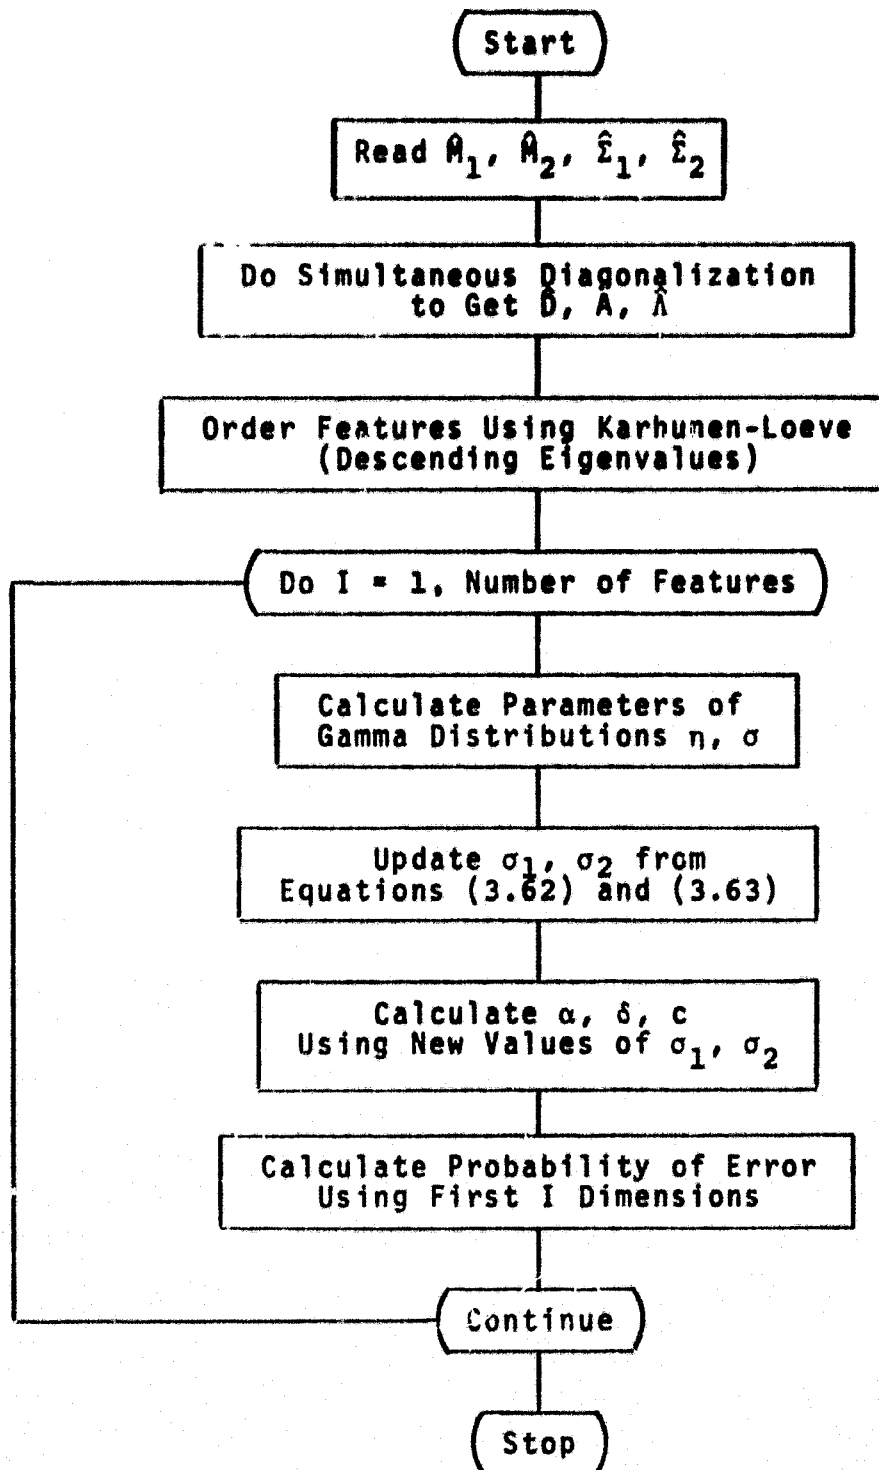 Start
Read M̂₁, M̂₂, Σ̂₁, Σ̂₂
Do Simultaneous Diagonalization
to Get D̂, A, Λ̂
Order Features Using Karhumen-Loeve
(Descending Eigenvalues)
Do I = 1, Number of Features
Calculate Parameters of
Gamma Distributions η, σ
Update σ₁, σ₂ from
Equations (3.62) and (3.63)
Calculate α, δ, c
Using New Values of σ₁, σ₂
Calculate Probability of Error
Using First I Dimensions
Continue
Stop